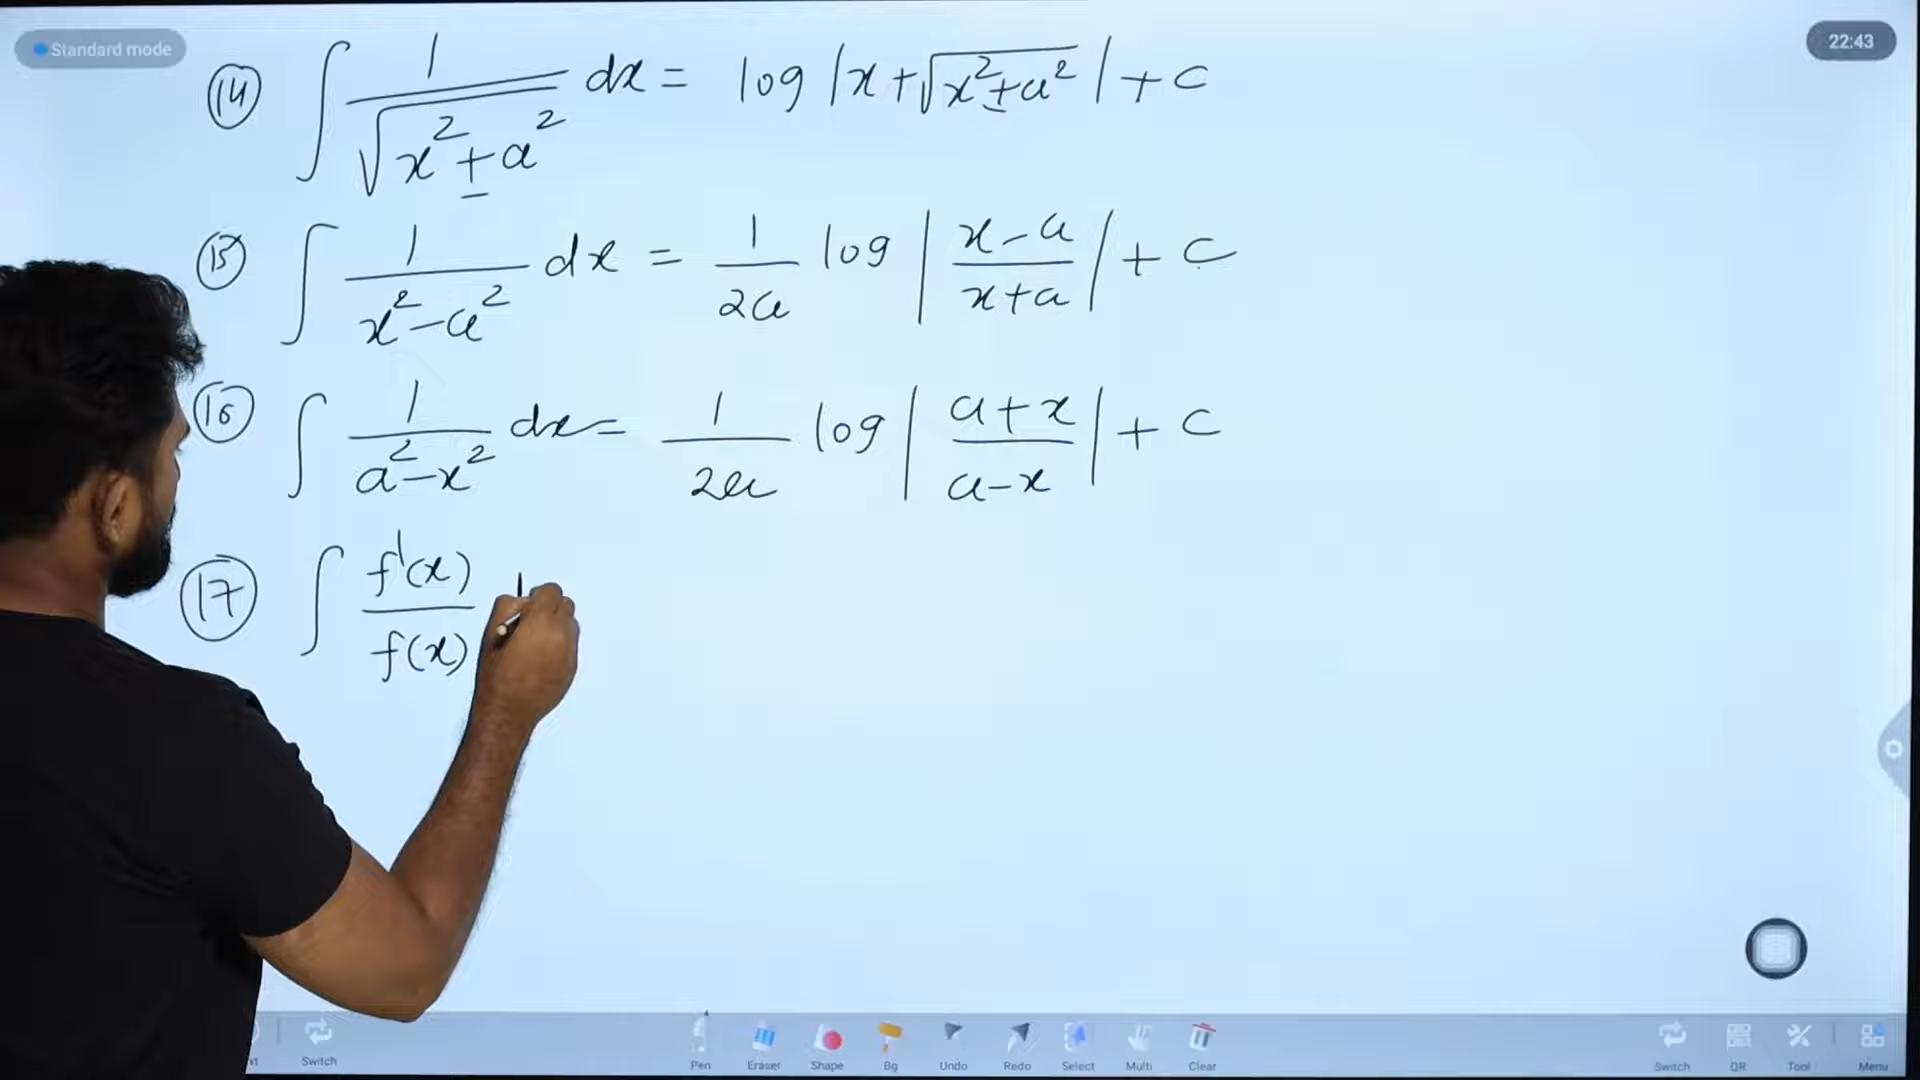 Standard mode
22:43
(14) ∫ 1/√(x²±a²) dx = log |x+√(x²±a²)| + c
(15) ∫ 1/(x²-a²) dx = 1/2a log |(x-a)/(x+a)| + c
(16) ∫ 1/(a²-x²) dx = 1/2a log |(a+x)/(a-x)| + c
(17) ∫ f'(x)/f(x)
Switch Pen Eraser Shape Bg Undo Redo Select Multi Clear Switch QR Tool Menu